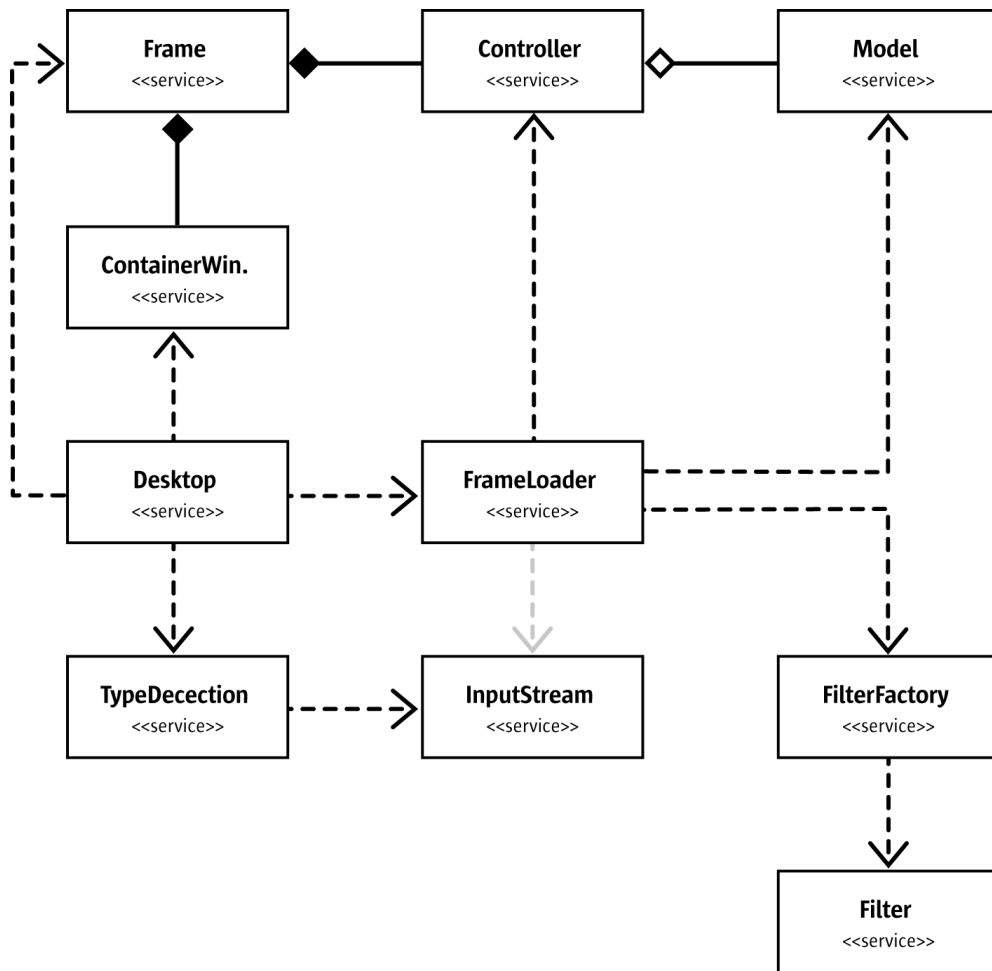 Frame
<<service>>
Controller
<<service>>
Model
<<service>>
ContainerWin.
<<service>>
Desktop
<<service>>
FrameLoader
<<service>>
TypeDecection
<<service>>
InputStream
<<service>>
FilterFactory
<<service>>
Filter
<<service>>